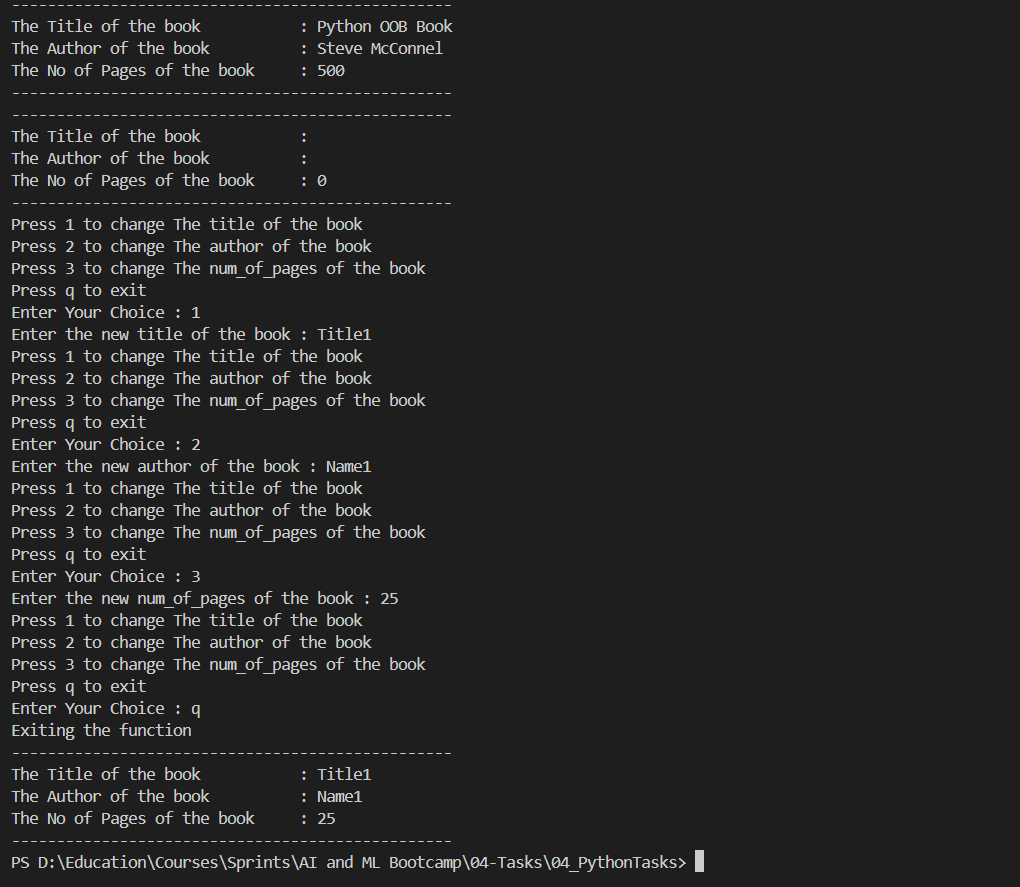 -------------------------------------------------
The Title of the book           : Python OOB Book
The Author of the book          : Steve McConnel
The No of Pages of the book     : 500
-------------------------------------------------
-------------------------------------------------
The Title of the book           :
The Author of the book          :
The No of Pages of the book     : 0
-------------------------------------------------
Press 1 to change The title of the book
Press 2 to change The author of the book
Press 3 to change The num_of_pages of the book
Press q to exit
Enter Your Choice : 1
Enter the new title of the book : Title1
Press 1 to change The title of the book
Press 2 to change The author of the book
Press 3 to change The num_of_pages of the book
Press q to exit
Enter Your Choice : 2
Enter the new author of the book : Name1
Press 1 to change The title of the book
Press 2 to change The author of the book
Press 3 to change The num_of_pages of the book
Press q to exit
Enter Your Choice : 3
Enter the new num_of_pages of the book : 25
Press 1 to change The title of the book
Press 2 to change The author of the book
Press 3 to change The num_of_pages of the book
Press q to exit
Enter Your Choice : q
Exiting the function
-------------------------------------------------
The Title of the book           : Title1
The Author of the book          : Name1
The No of Pages of the book     : 25
-------------------------------------------------
PS D:\Education\Courses\Sprints\AI and ML Bootcamp\04-Tasks\04_PythonTasks>